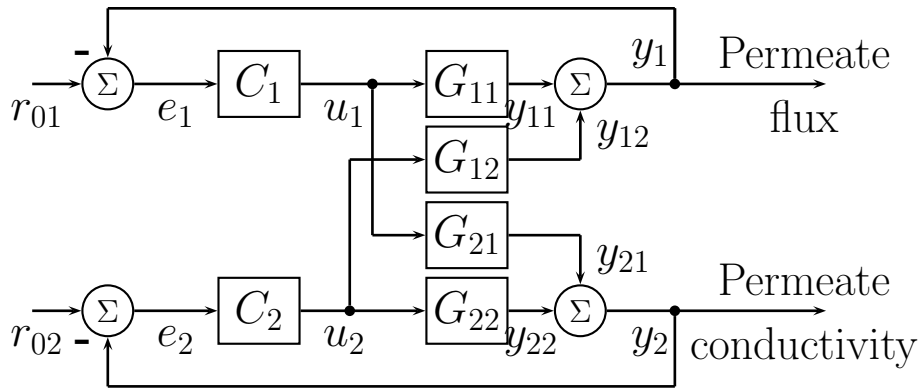 -
y₁
Permeate
Σ
C₁
G₁₁
Σ
r₀₁
e₁
u₁
y₁₁
y₁₂
flux
G₁₂
G₂₁
y₂₁
Permeate
Σ
C₂
G₂₂
Σ
r₀₂
-
e₂
u₂
y₂₂
y₂
conductivity